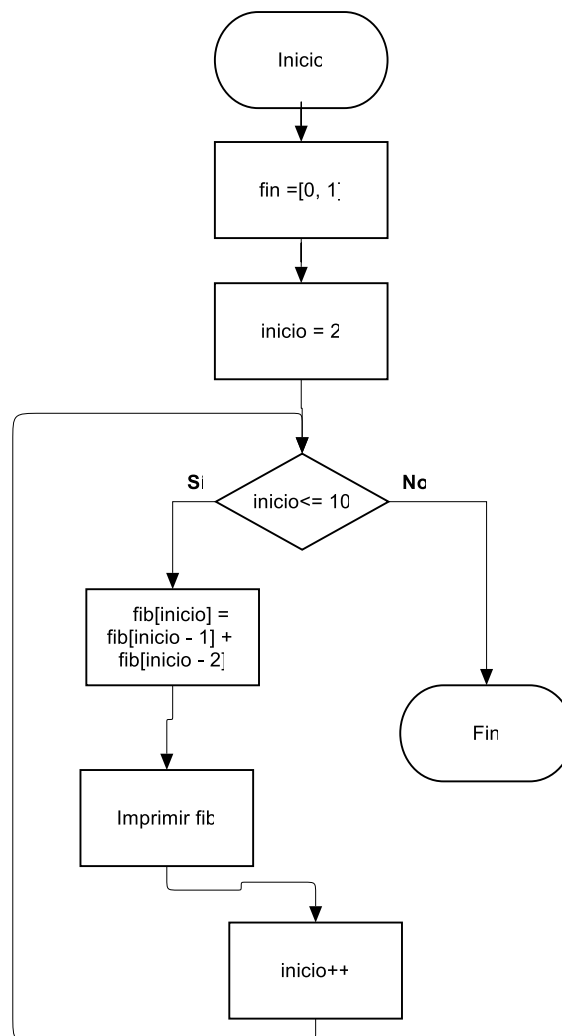 Inicio
fin =[0, 1]
inicio = 2
Si
No
inicio<= 10
fib[inicio] =
fib[inicio - 1] +
fib[inicio - 2]
Fin
Imprimir fib
inicio++